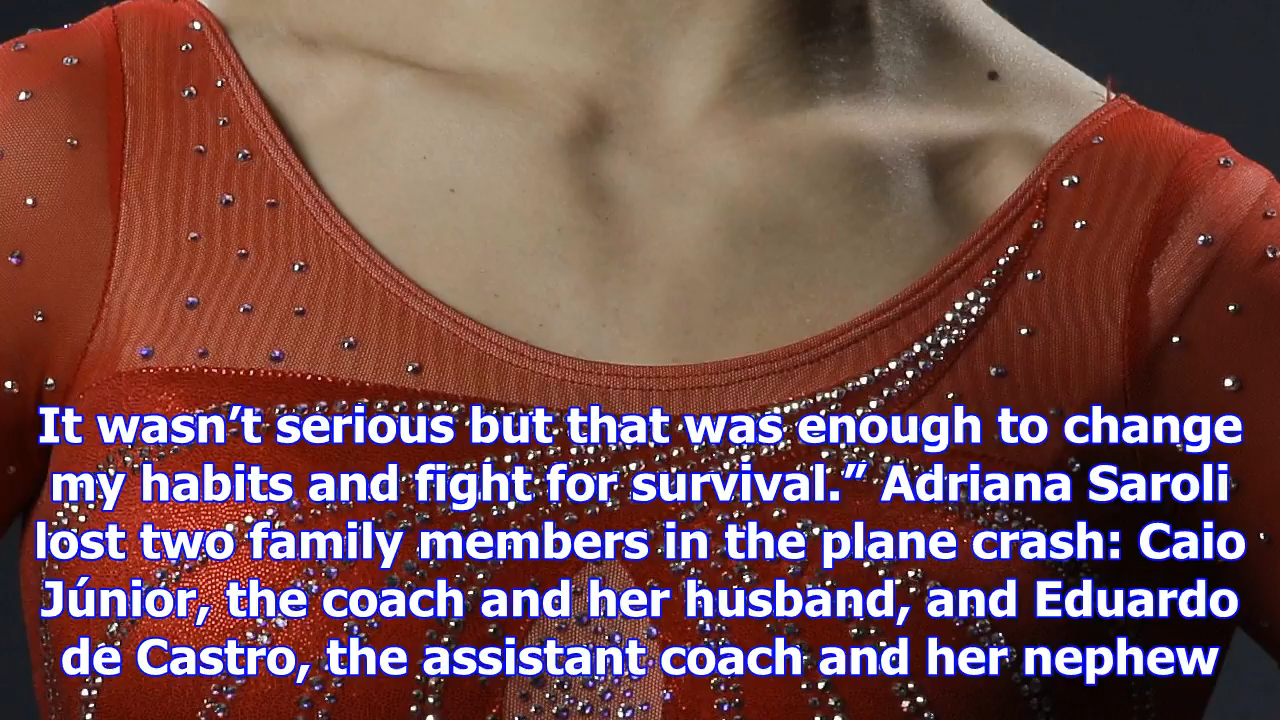 It wasn’t serious but that was enough to change
my habits and fight for survival.” Adriana Saroli
lost two family members in the plane crash: Caio
Júnior, the coach and her husband, and Eduardo
de Castro, the assistant coach and her nephew